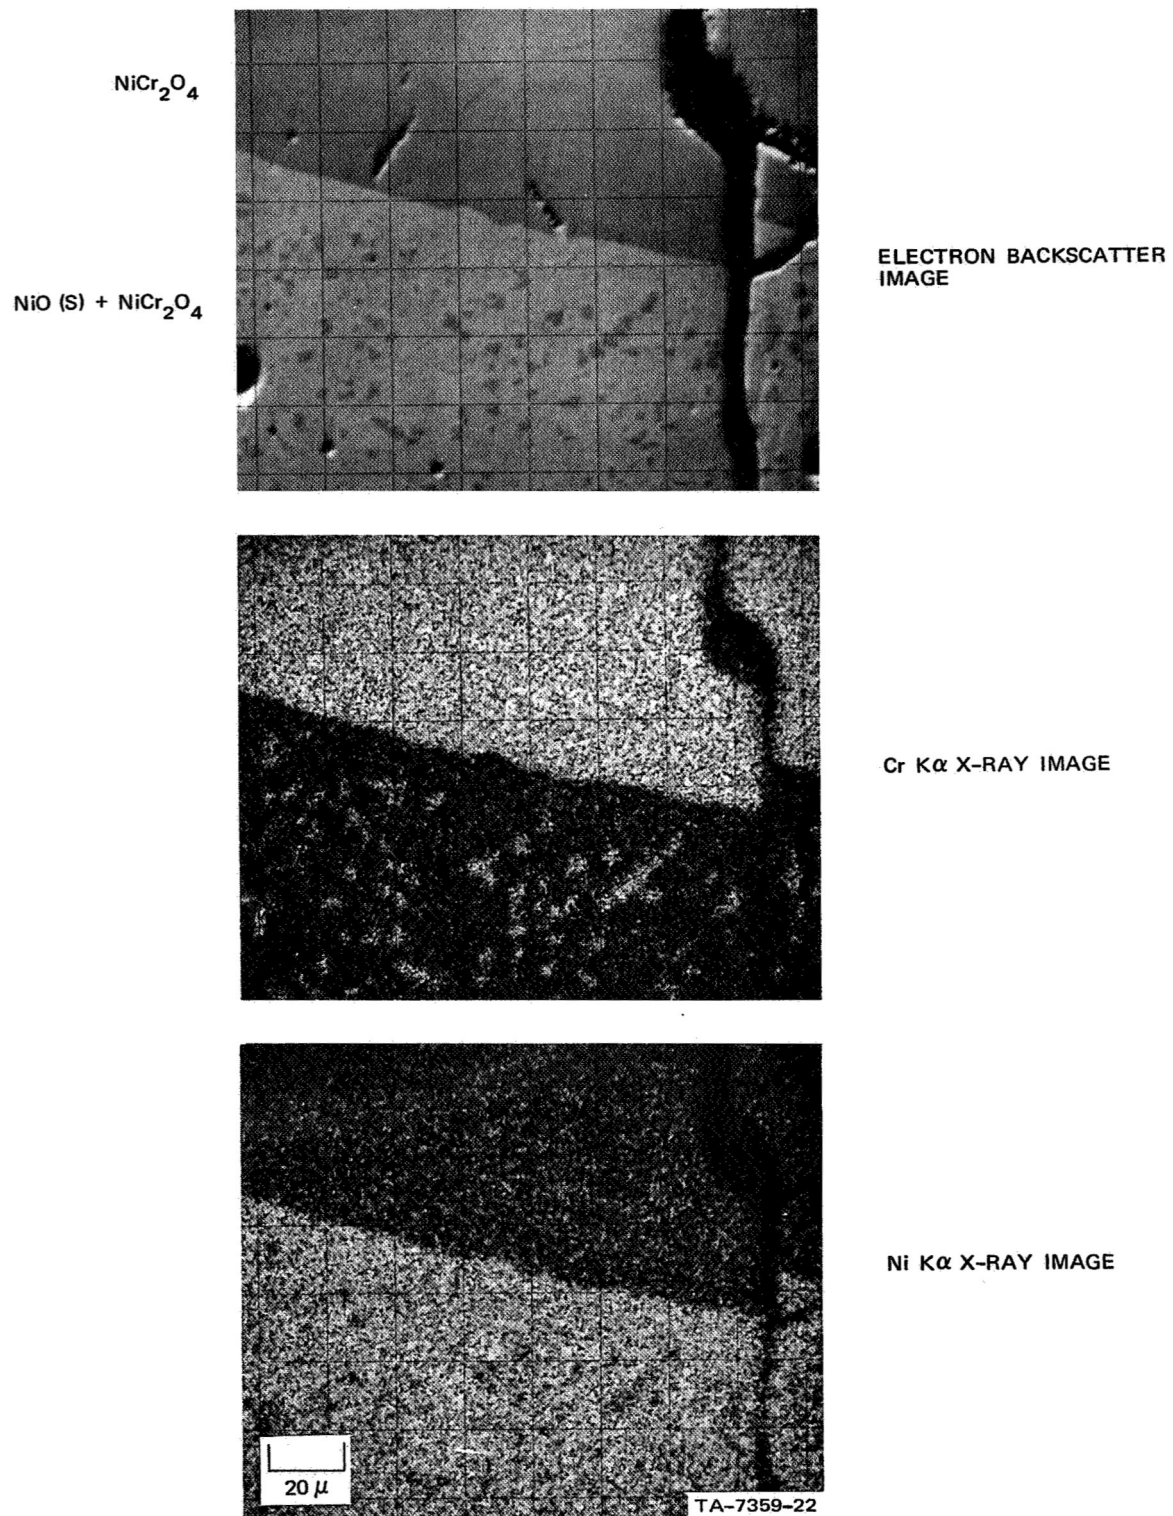 NiCr₂O₄
NiO (S) + NiCr₂O₄
ELECTRON BACKSCATTER
IMAGE
Cr Kα X-RAY IMAGE
Ni Kα X-RAY IMAGE
20 μ
TA-7359-22